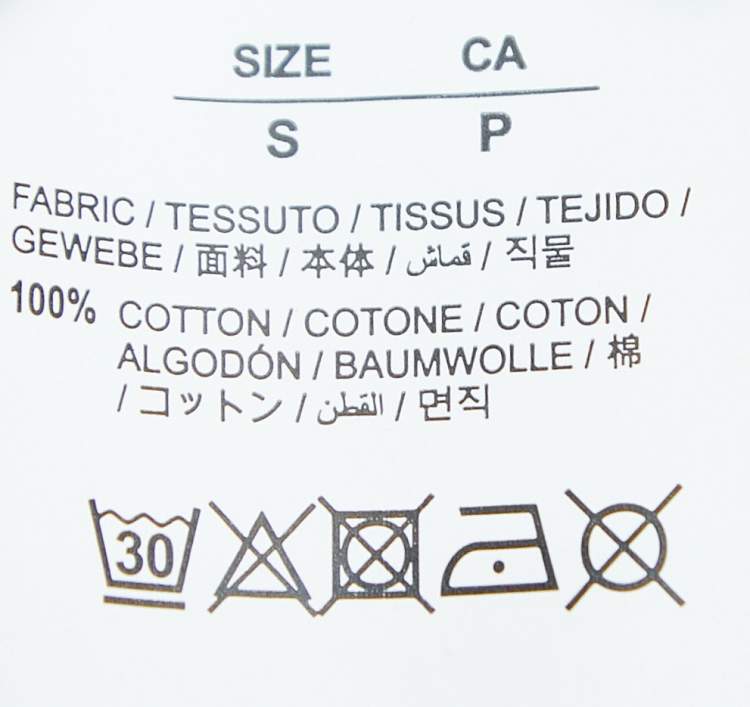 SIZE CA
S P
FABRIC / TESSUTO / TISSUS / TEJIDO /
GEWEBE / 面料 / 本体 / قماش / 직물
100% COTTON / COTONE / COTON /
ALGODÓN / BAUMWOLLE / 棉
/ コットン / القطن / 면직
30